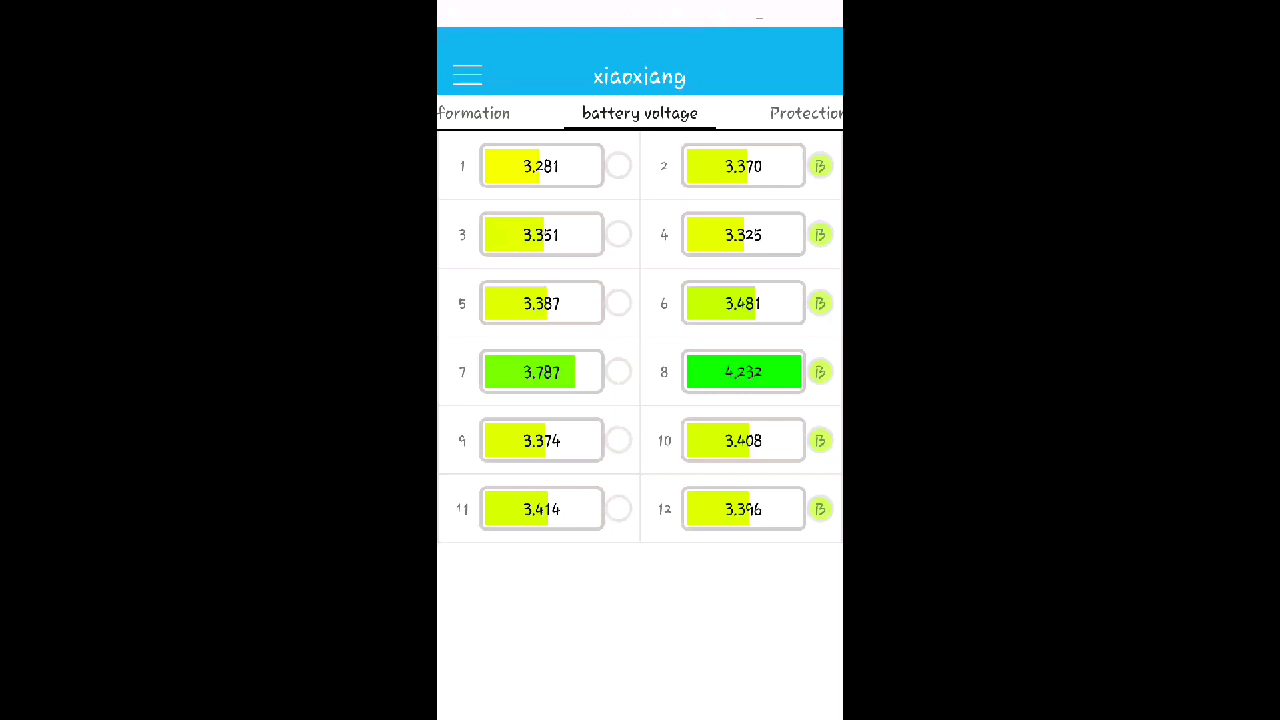 xiaoxiang
formation battery voltage Protection
1 3.281 2 3.370 B
3 3.351 4 3.325 B
5 3.387 6 3.481 B
7 3.787 8 4.232 B
9 3.374 10 3.408 B
11 3.414 12 3.396 B